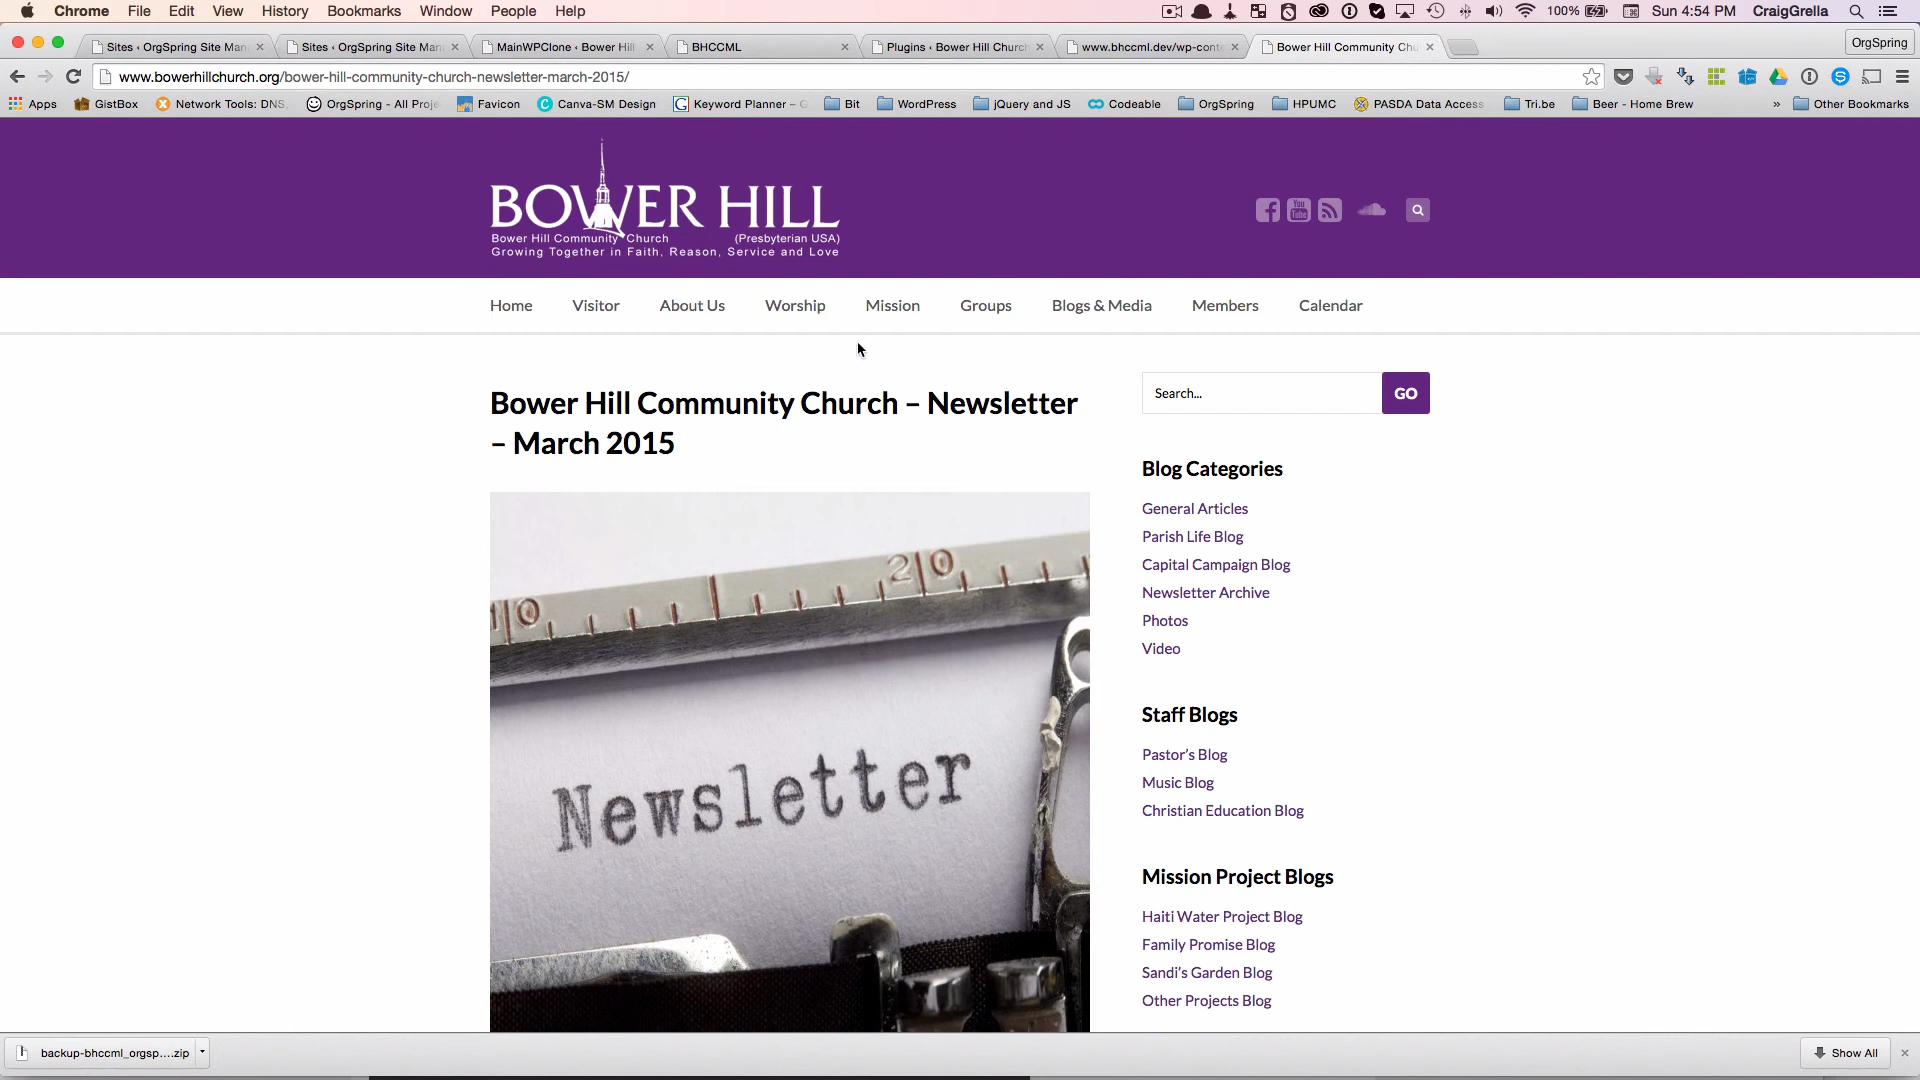 Chrome File Edit View History Bookmarks Window People Help 100% Sun 4:54 PM CraigGrella
Sites ‹ OrgSpring Site Man Sites ‹ OrgSpring Site Man MainWPClone ‹ Bower Hill BHCCML Plugins ‹ Bower Hill Church www.bhccml.dev/wp-cont Bower Hill Community Chu OrgSpring
www.bowerhillchurch.org/bower-hill-community-church-newsletter-march-2015/
Apps GistBox Network Tools: DNS, OrgSpring - All Proje Favicon Canva-SM Design Keyword Planner – G Bit WordPress jQuery and JS Codeable OrgSpring HPUMC PASDA Data Access Tri.be Beer - Home Brew » Other Bookmarks
BOWER HILL
Bower Hill Community Church (Presbyterian USA)
Growing Together in Faith, Reason, Service and Love
You Tube
Home Visitor About Us Worship Mission Groups Blogs & Media Members Calendar
Bower Hill Community Church – Newsletter
– March 2015
Search... GO
Blog Categories
General Articles
Parish Life Blog
Capital Campaign Blog
Newsletter Archive
Photos
Video
10 20
Newsletter
Staff Blogs
Pastor's Blog
Music Blog
Christian Education Blog
Mission Project Blogs
Haiti Water Project Blog
Family Promise Blog
Sandi's Garden Blog
Other Projects Blog
backup-bhccml_orgsp....zip Show All